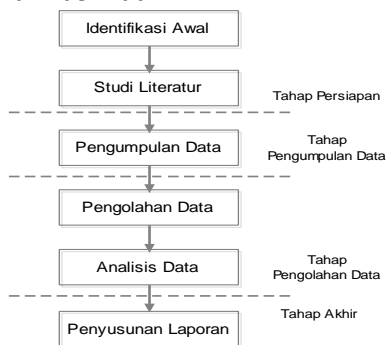 Identifikasi Awal
Studi Literatur
Tahap Persiapan
Pengumpulan Data
Tahap
Pengumpulan Data
Pengolahan Data
Analisis Data
Tahap
Pengolahan Data
Tahap Akhir
Penyusunan Laporan